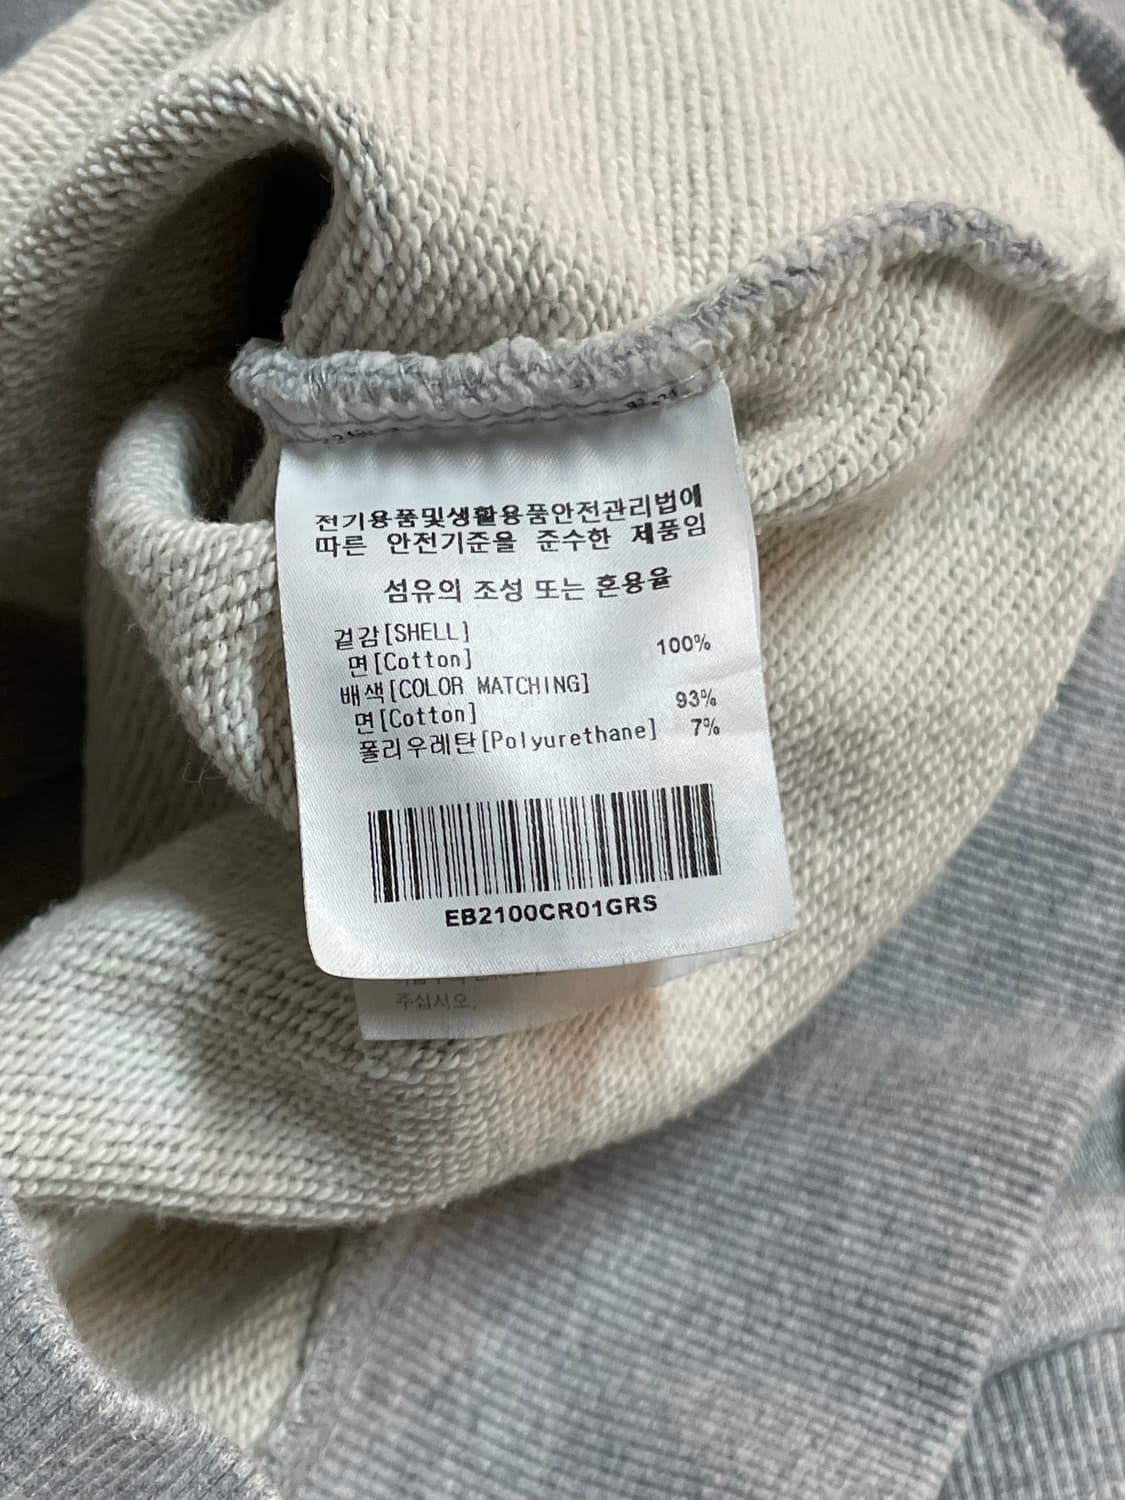 전기용품및생활용품안전관리법에
따른 안전기준을 준수한 제품임
섬유의 조성 또는 혼용율
겉감[SHELL]
면[Cotton] 100%
배색[COLOR MATCHING]
면[Cotton] 93%
폴리우레탄[Polyurethane] 7%
EB2100CR01GRS
주십시오.